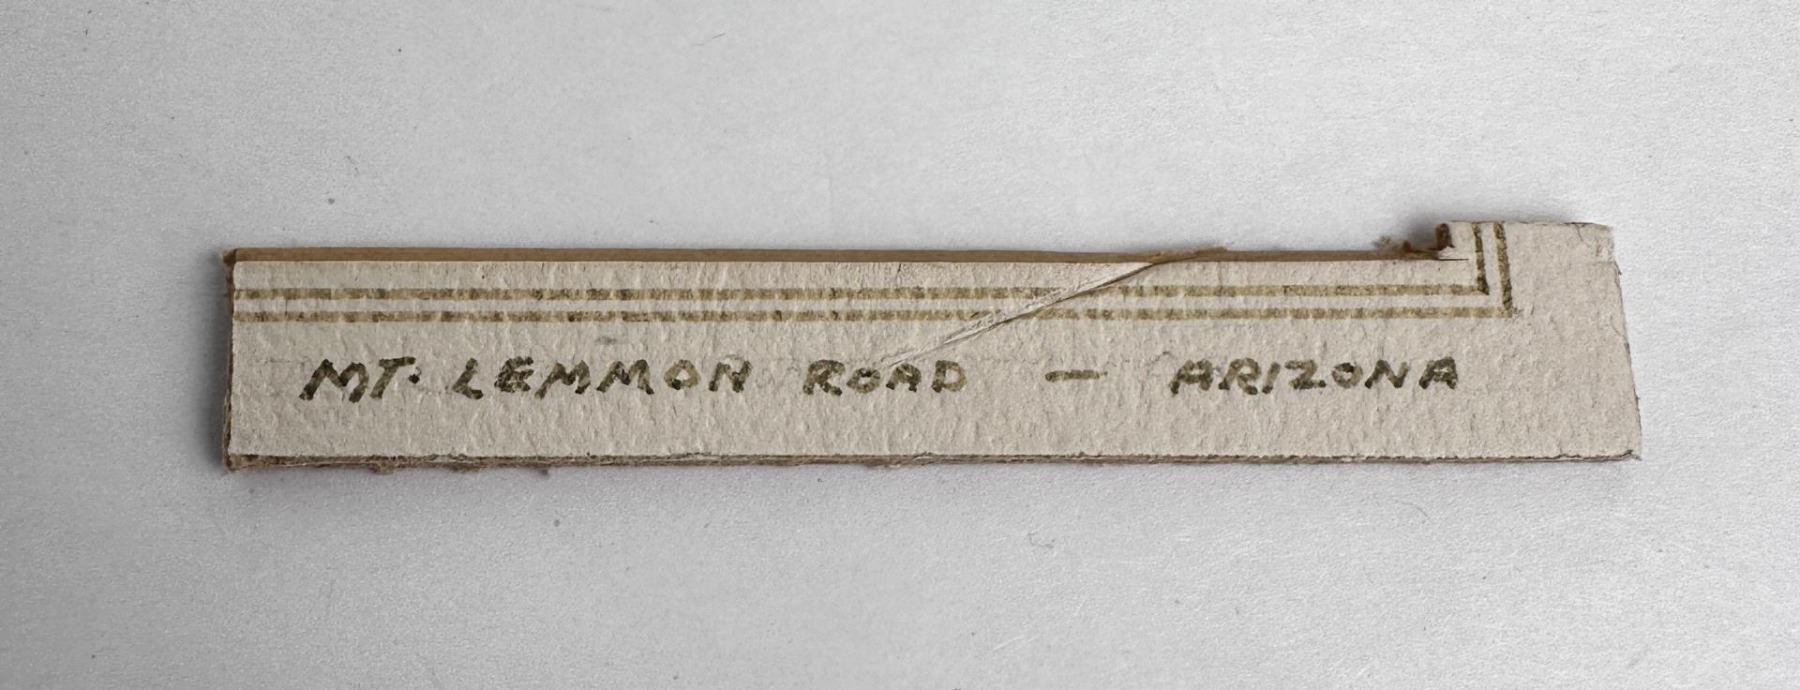 MT. LEMMON ROAD — ARIZONA